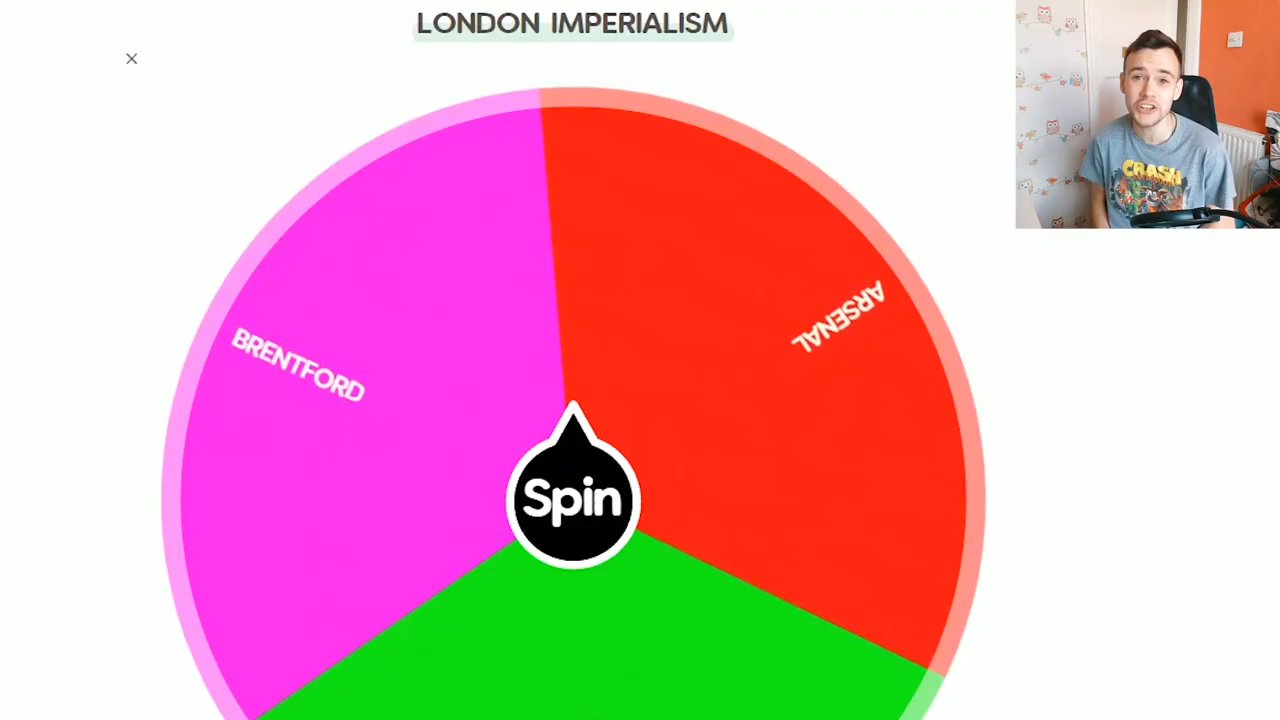 LONDON IMPERIALISM
BRENTFORD
ARSENAL
Spin
CRASH